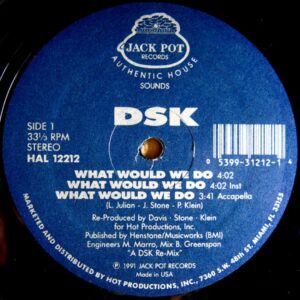 JACK POT
RECORDS
AUTHENTIC HOUSE
SOUNDS
DSK
SIDE 1
33⅓ RPM
STEREO
HAL 12212
0 5399-31212-1 4
WHAT WOULD WE DO 4:02
WHAT WOULD WE DO 4:02 Inst
WHAT WOULD WE DO 3:41 Accapella
(L. Julian - J. Stone - P. Klein)
Re-Produced by Davis - Stone - Klein
for Hot Productions, Inc.
Published by Henstone/Musicworks (BMI)
Engineers M. Marro, Mix B. Greenspon
"A DSK Re-Mix"
Ⓟ 1991 JACK POT RECORDS
Made in USA
MARKETED AND DISTRIBUTED BY HOT PRODUCTIONS, INC., 7360 S.W. 48th ST, MIAMI, FL 33155